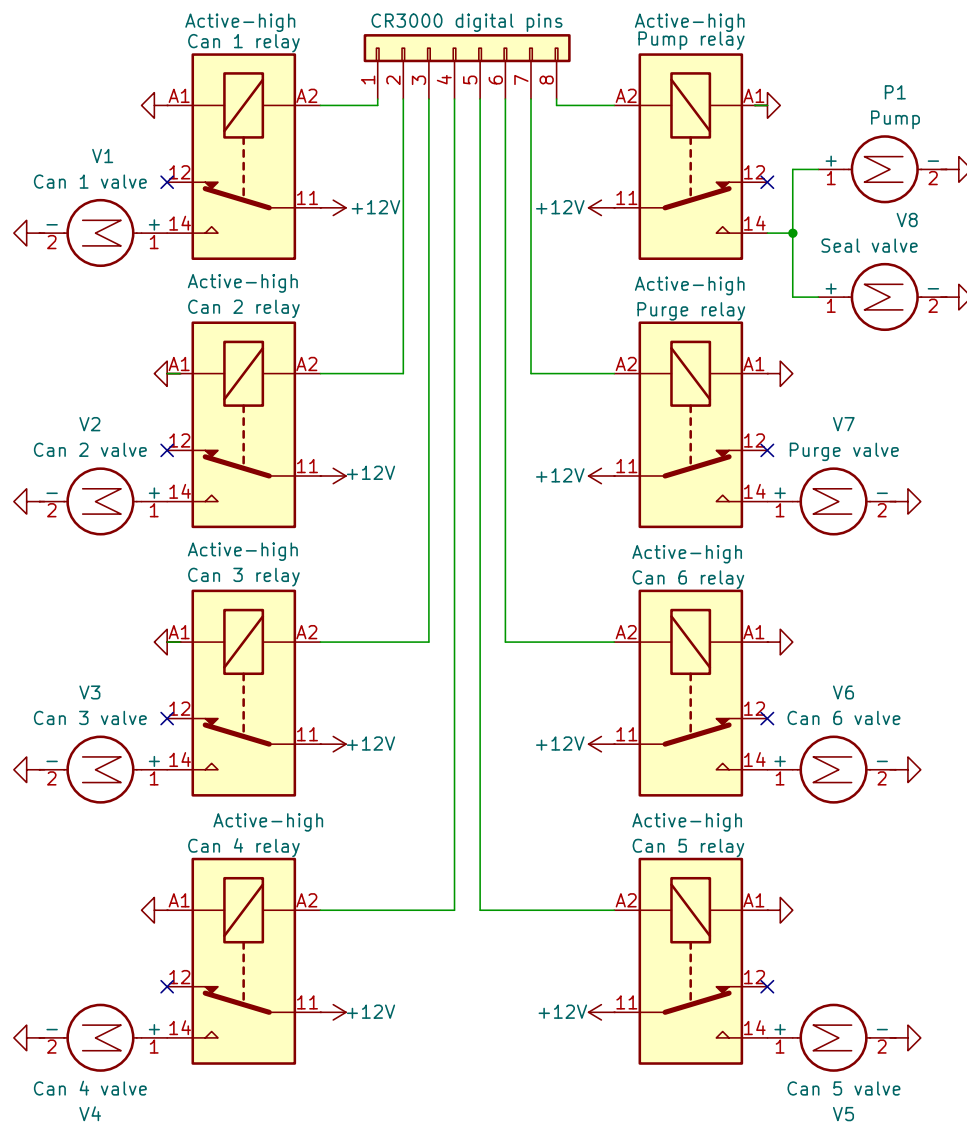 Active-high
Can 1 relay
CR3000 digital pins
Active-high
Pump relay
1
2
3
4
5
6
7
8
A1
A2
A2
A1
P1
Pump
V1
Can 1 valve
12
12
+
1
-
2
11
+12V
+12V
11
-
2
+
1
14
14
V8
Seal valve
+
1
-
2
Active-high
Can 2 relay
Active-high
Purge relay
A1
A2
A2
A1
V2
Can 2 valve
12
12
V7
Purge valve
11
+12V
+12V
11
-
2
+
1
14
14
+
1
-
2
Active-high
Can 3 relay
Active-high
Can 6 relay
A1
A2
A2
A1
V3
Can 3 valve
12
12
V6
Can 6 valve
11
+12V
+12V
11
-
2
+
1
14
14
+
1
-
2
Active-high
Can 4 relay
Active-high
Can 5 relay
A1
A2
A2
A1
12
12
11
+12V
+12V
11
-
2
+
1
14
14
+
1
-
2
Can 4 valve
V4
Can 5 valve
V5